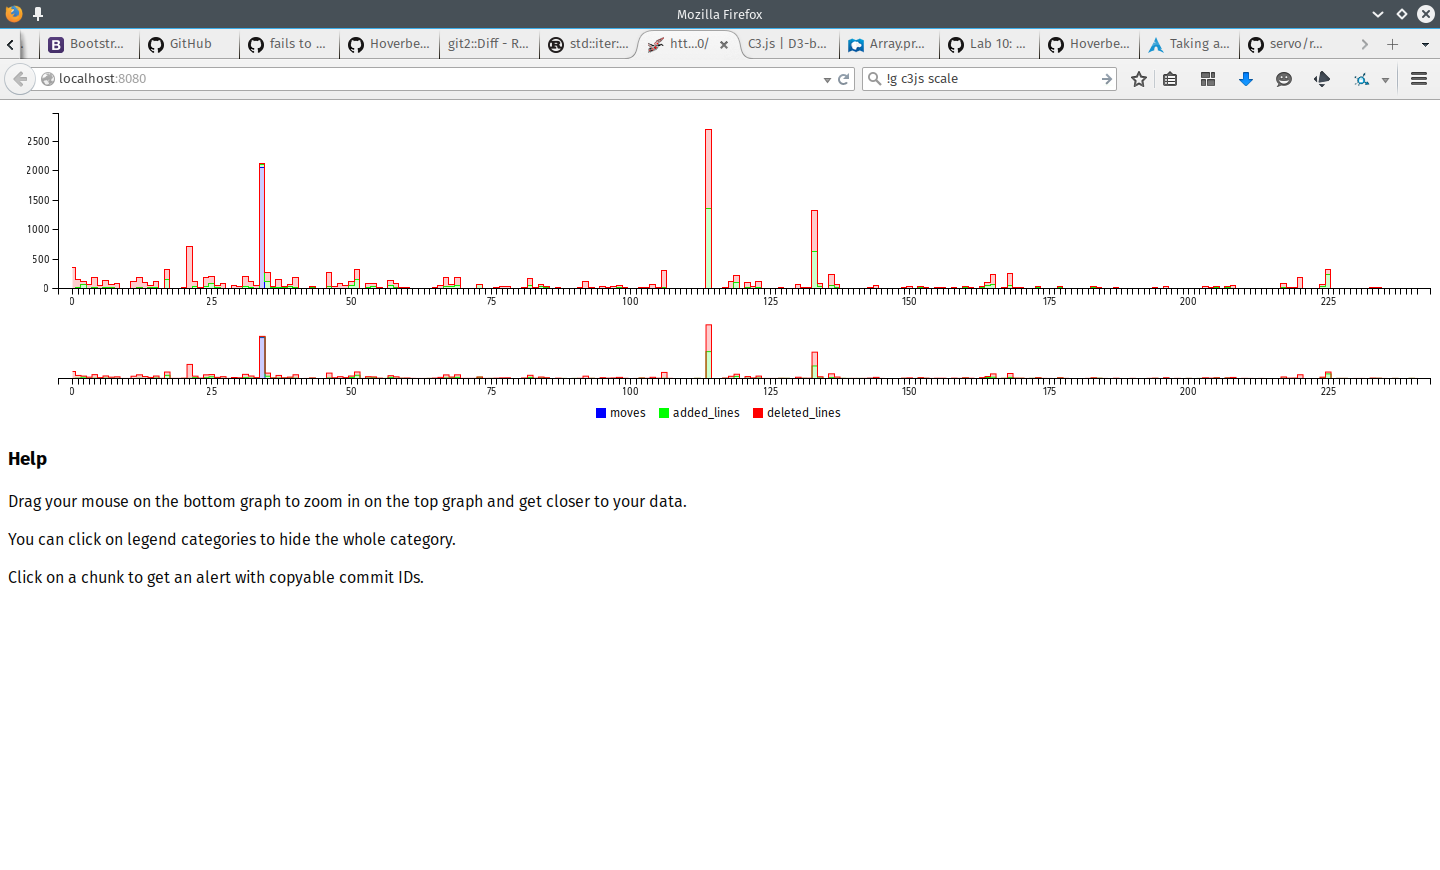 Mozilla Firefox
Bootstr...
GitHub
fails to ...
Hoverbe...
git2::Diff - R...
std::iter:...
htt...0/
C3.js | D3-b...
Array.pr...
Lab 10: ...
Hoverbe...
Taking a...
servo/r...
localhost:8080
!g c3js scale
2500
2000
1500
1000
500
0
0 25 50 75 100 125 150 175 200 225
0 25 50 75 100 125 150 175 200 225
moves added_lines deleted_lines
Help
Drag your mouse on the bottom graph to zoom in on the top graph and get closer to your data.
You can click on legend categories to hide the whole category.
Click on a chunk to get an alert with copyable commit IDs.